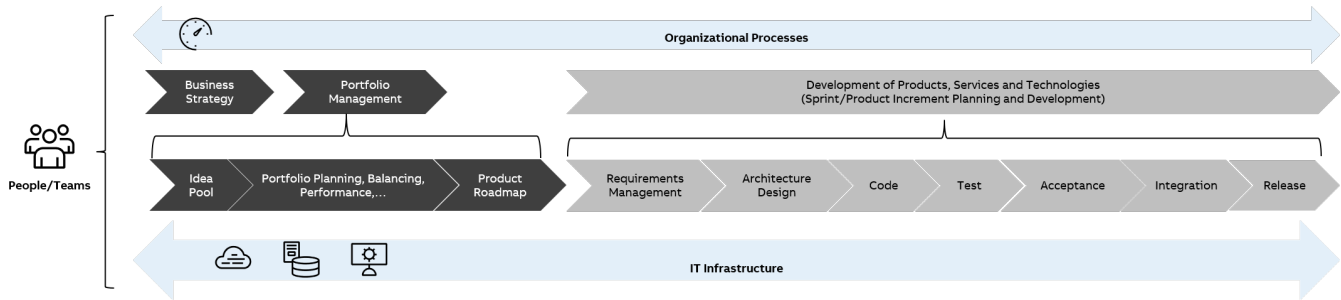 Organizational Processes
Business
Strategy
Portfolio
Management
Development of Products, Services and Technologies
(Sprint/Product Increment Planning and Development)
People/Teams
Idea
Pool
Portfolio Planning, Balancing,
Performance,...
Product
Roadmap
Requirements
Management
Architecture
Design
Code
Test
Acceptance
Integration
Release
IT Infrastructure